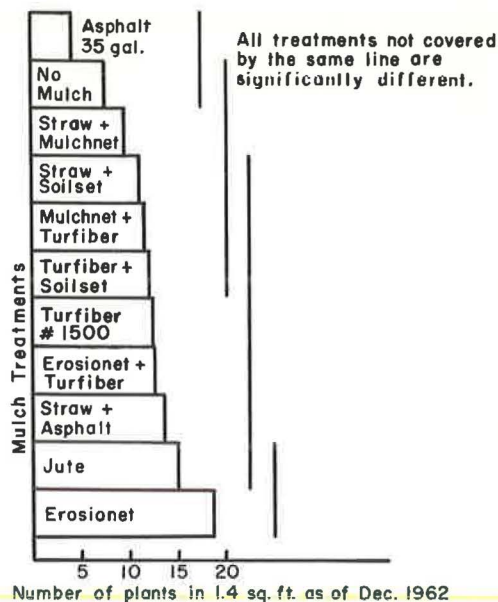 Asphalt
35 gal.
All treatments not covered
by the same line are
significantly different.
No
Mulch
Straw +
Mulchnet
Straw +
Soilset
Mulchnet +
Turfiber
Turfiber +
Soilset
Turfiber
# 1500
Erosionet +
Turfiber
Straw +
Asphalt
Jute
Erosionet
Mulch Treatments
5 10 15 20
Number of plants in 1.4 sq. ft. as of Dec. 1962